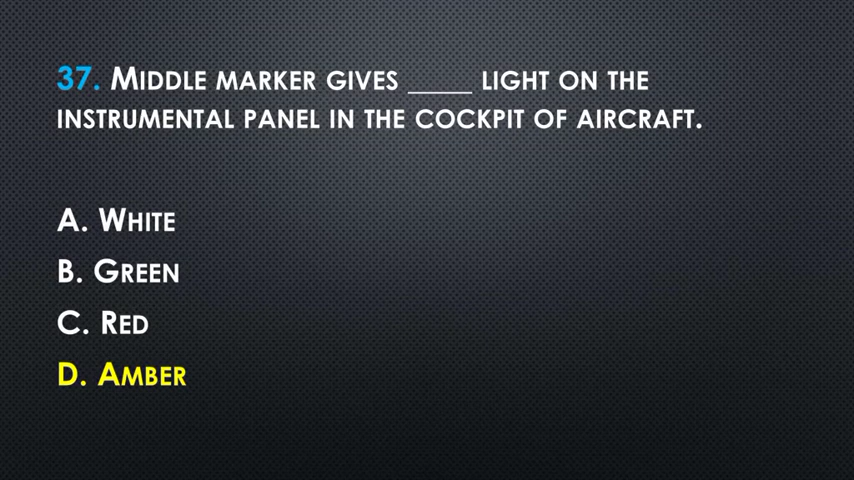 37. Middle marker gives _____ light on the
instrumental panel in the cockpit of aircraft.
A. White
B. Green
C. Red
D. Amber